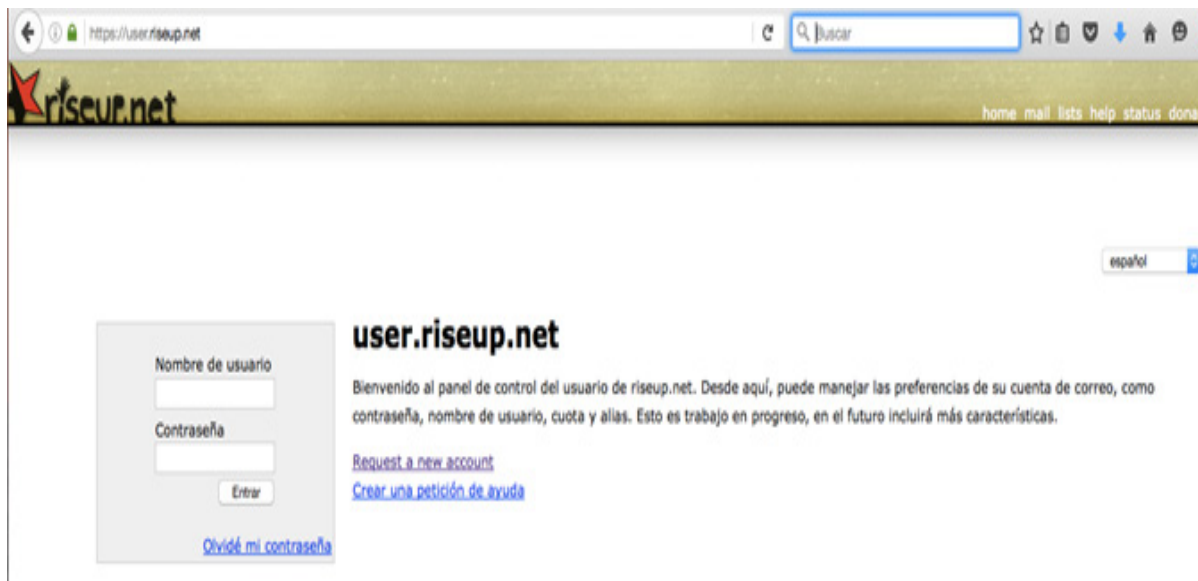 https://user.riseup.net
Buscar
riseup.net
home mail lists help status dona
español
Nombre de usuario
Contraseña
Entrar
Olvidé mi contraseña
user.riseup.net
Bienvenido al panel de control del usuario de riseup.net. Desde aquí, puede manejar las preferencias de su cuenta de correo, como
contraseña, nombre de usuario, cuota y alias. Esto es trabajo en progreso, en el futuro incluirá más características.
Request a new account
Crear una petición de ayuda